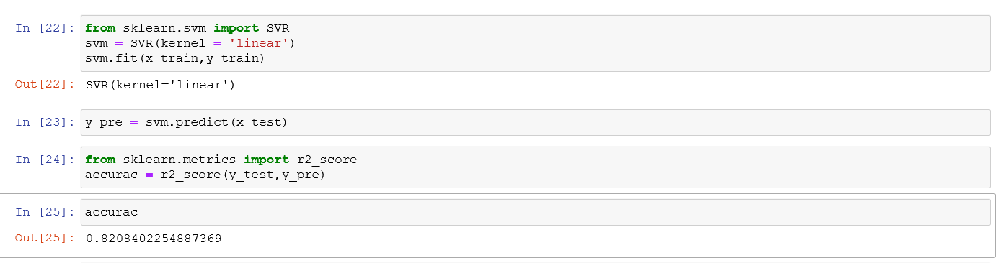 In [22]: from sklearn.svm import SVR
svm = SVR(kernel = 'linear')
svm.fit(x_train,y_train)
Out[22]: SVR(kernel='linear')
In [23]: y_pre = svm.predict(x_test)
In [24]: from sklearn.metrics import r2_score
accurac = r2_score(y_test,y_pre)
In [25]: accurac
Out[25]: 0.8208402254887369